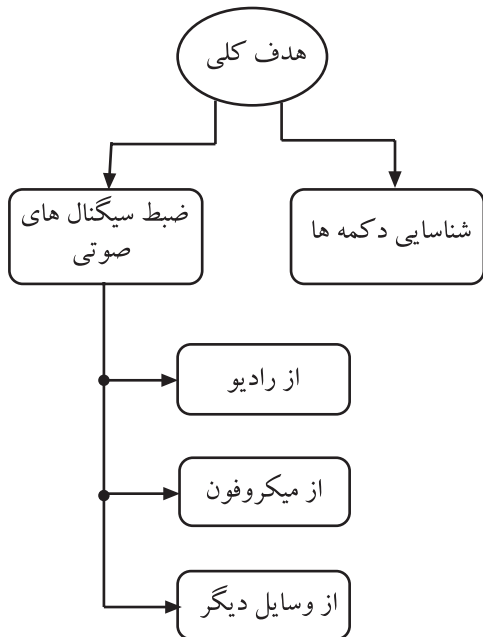 هدف کلی
شناسایی دکمه ها
ضبط سیگنال های
صوتی
از رادیو
از میکروفون
از وسایل دیگر